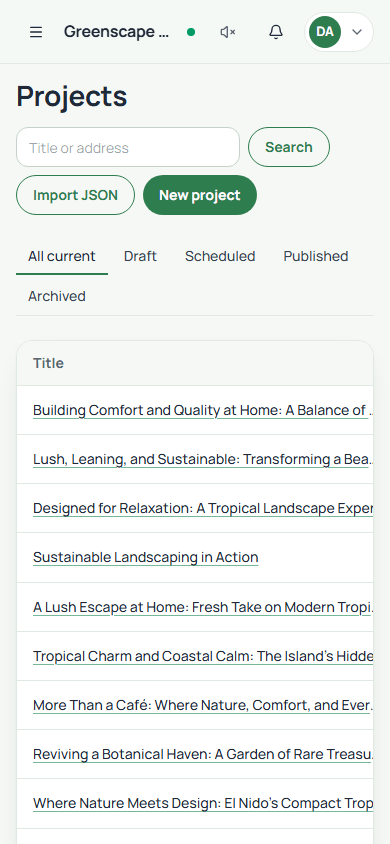 Greenscape ...
DA
Projects
Title or address
Search
Import JSON
New project
All current
Draft
Scheduled
Published
Archived
Title
Building Comfort and Quality at Home: A Balance of ..
Lush, Leaning, and Sustainable: Transforming a Bea..
Designed for Relaxation: A Tropical Landscape Exper
Sustainable Landscaping in Action
A Lush Escape at Home: Fresh Take on Modern Tropi..
Tropical Charm and Coastal Calm: The Island's Hidde
More Than a Café: Where Nature, Comfort, and Ever..
Reviving a Botanical Haven: A Garden of Rare Treasu..
Where Nature Meets Design: El Nido's Compact Trop